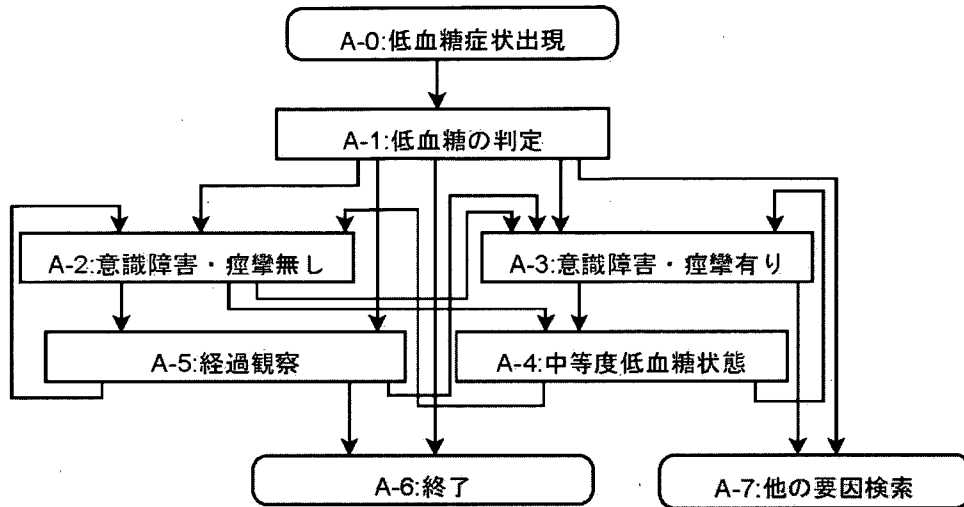 A-0:低血糖症状出現
A-1:低血糖の判定
A-2:意識障害・痙攣無し
A-3:意識障害・痙攣有り
A-5:経過観察
A-4:中等度低血糖状態
A-6:終了
A-7:他の要因検索